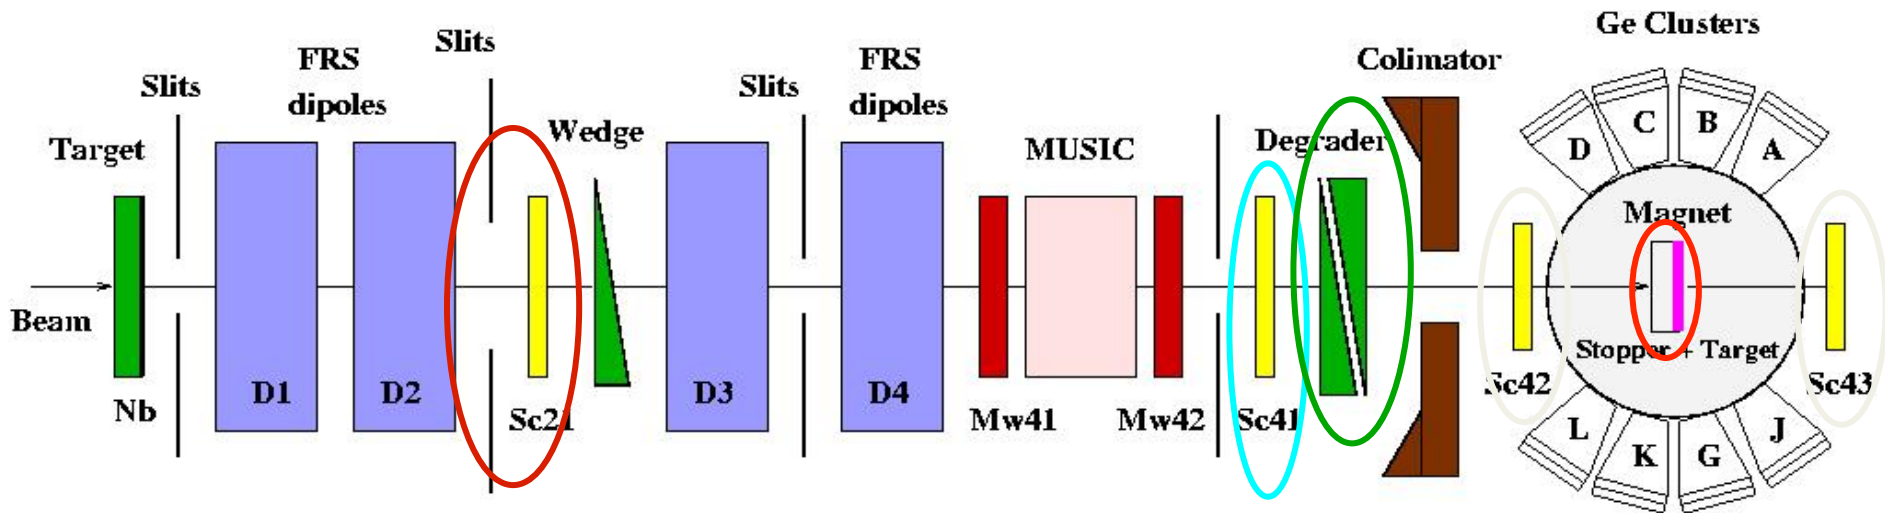 Ge Clusters
Slits
FRS
dipoles
Slits
Slits
FRS
dipoles
Colimator
Target
Wedge
MUSIC
Degrader
D
C
B
A
Magnet
Beam
Stopper + Target
Nb
D1
D2
Sc21
D3
D4
Mw41
Mw42
Sc41
Sc42
Sc43
L
K
G
J